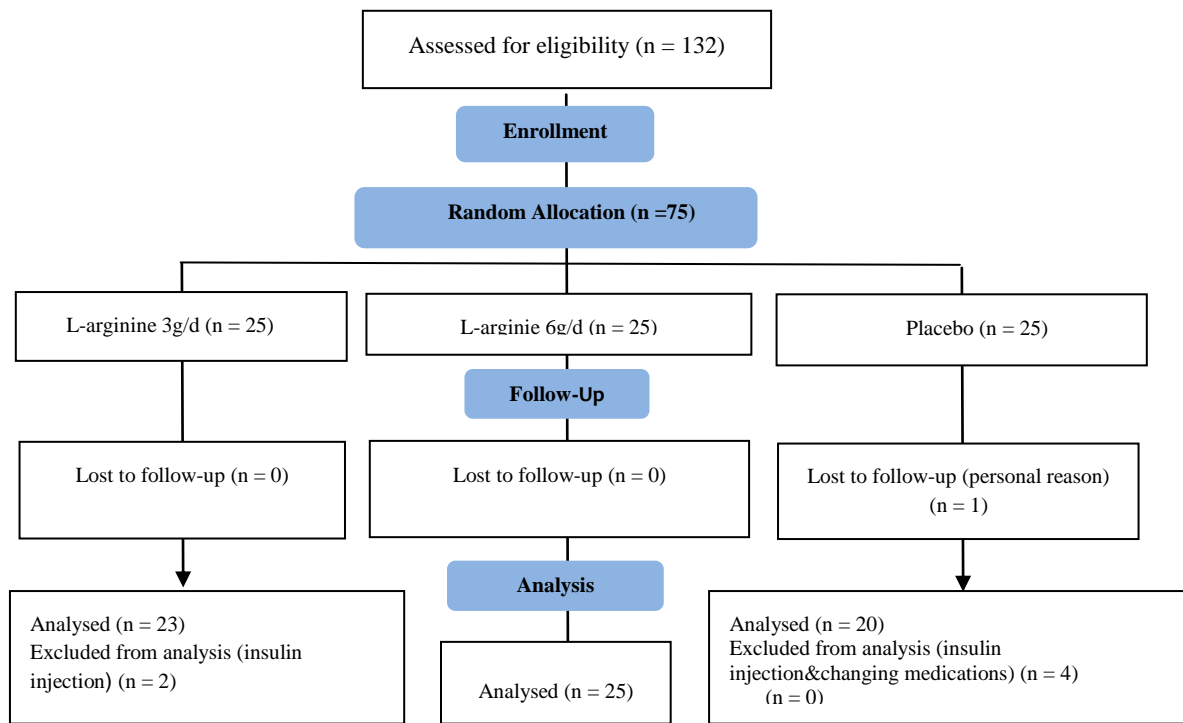 Assessed for eligibility (n = 132)
Enrollment
Random Allocation (n =75)
L-arginine 3g/d (n = 25)
L-arginie 6g/d (n = 25)
Placebo (n = 25)
Follow-Up
Lost to follow-up (n = 0)
Lost to follow-up (n = 0)
Lost to follow-up (personal reason)
(n = 1)
Analysis
Analysed (n = 23)
Excluded from analysis (insulin
injection) (n = 2)
Analysed (n = 25)
Analysed (n = 20)
Excluded from analysis (insulin
injection&changing medications) (n = 4)
(n = 0)